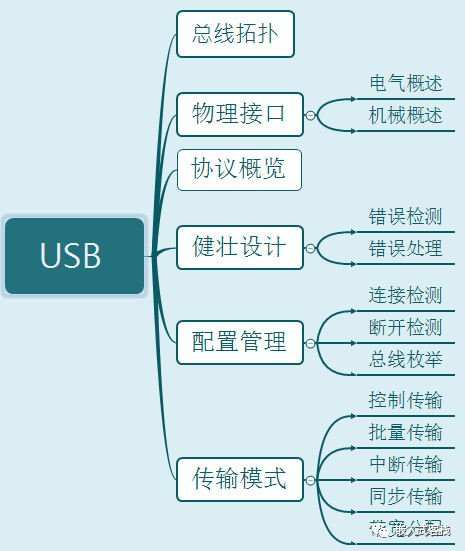 USB
总线拓扑
物理接口
电气概述
机械概述
协议概览
健壮设计
错误检测
错误处理
配置管理
连接检测
断开检测
总线枚举
传输模式
控制传输
批量传输
中断传输
同步传输